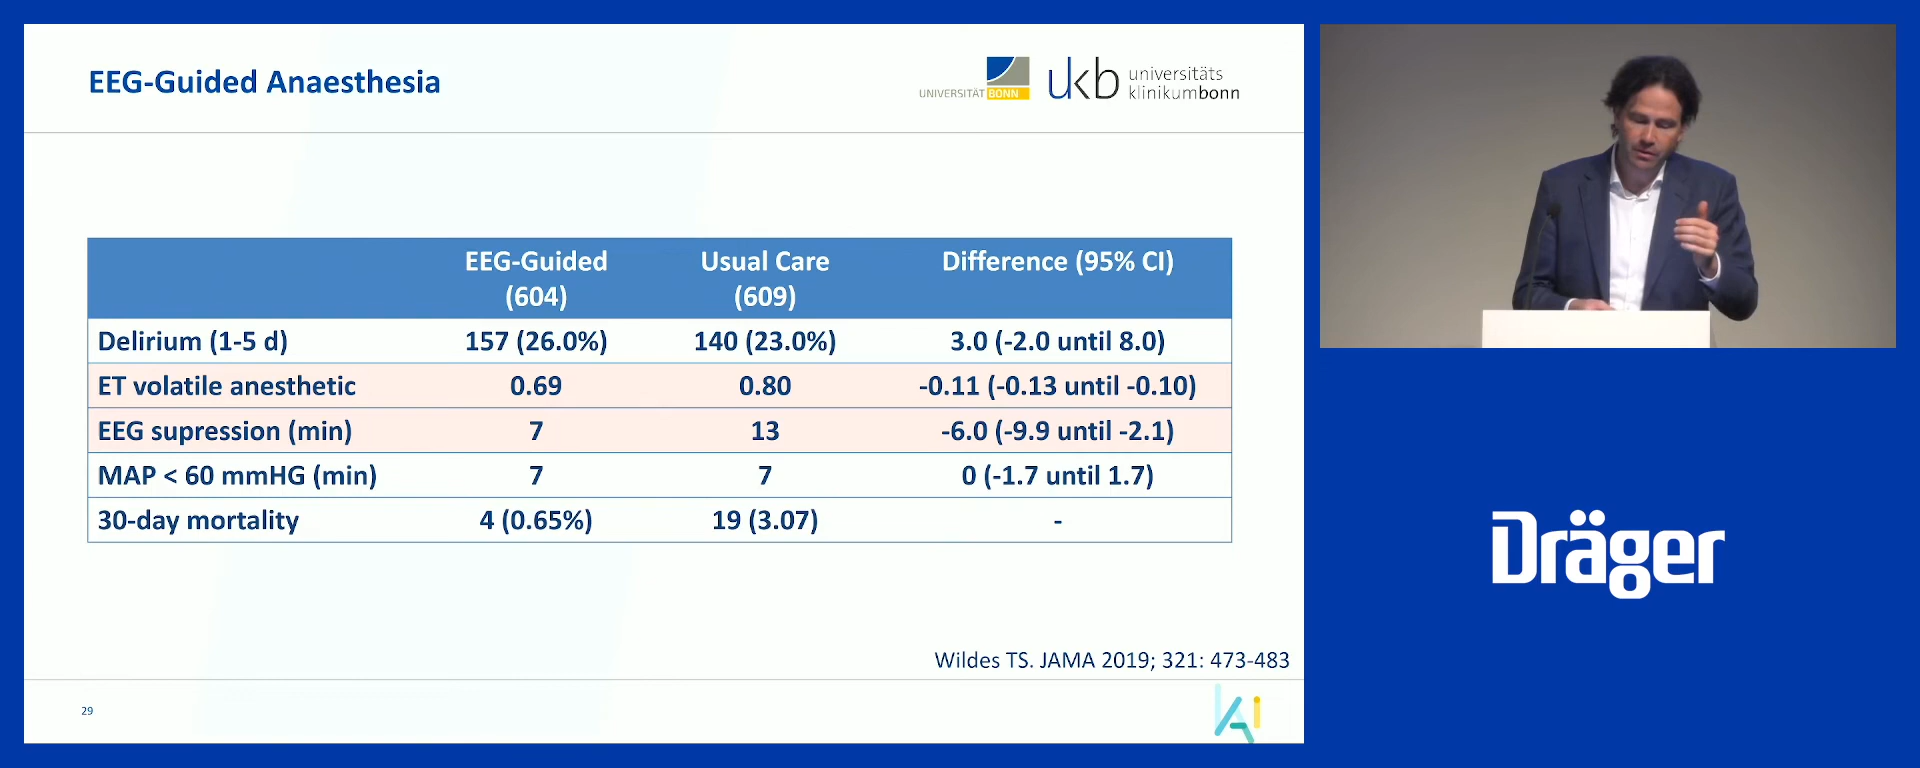 EEG-Guided Anaesthesia
UNIVERSITÄT BONN
ukb universitäts
klinikumbonn
EEG-Guided Usual Care Difference (95% CI)
(604) (609)
Delirium (1-5 d) 157 (26.0%) 140 (23.0%) 3.0 (-2.0 until 8.0)
ET volatile anesthetic 0.69 0.80 -0.11 (-0.13 until -0.10)
EEG supression (min) 7 13 -6.0 (-9.9 until -2.1)
MAP < 60 mmHG (min) 7 7 0 (-1.7 until 1.7)
30-day mortality 4 (0.65%) 19 (3.07) -
Wildes TS. JAMA 2019; 321: 473-483
29
KAi
Dräger